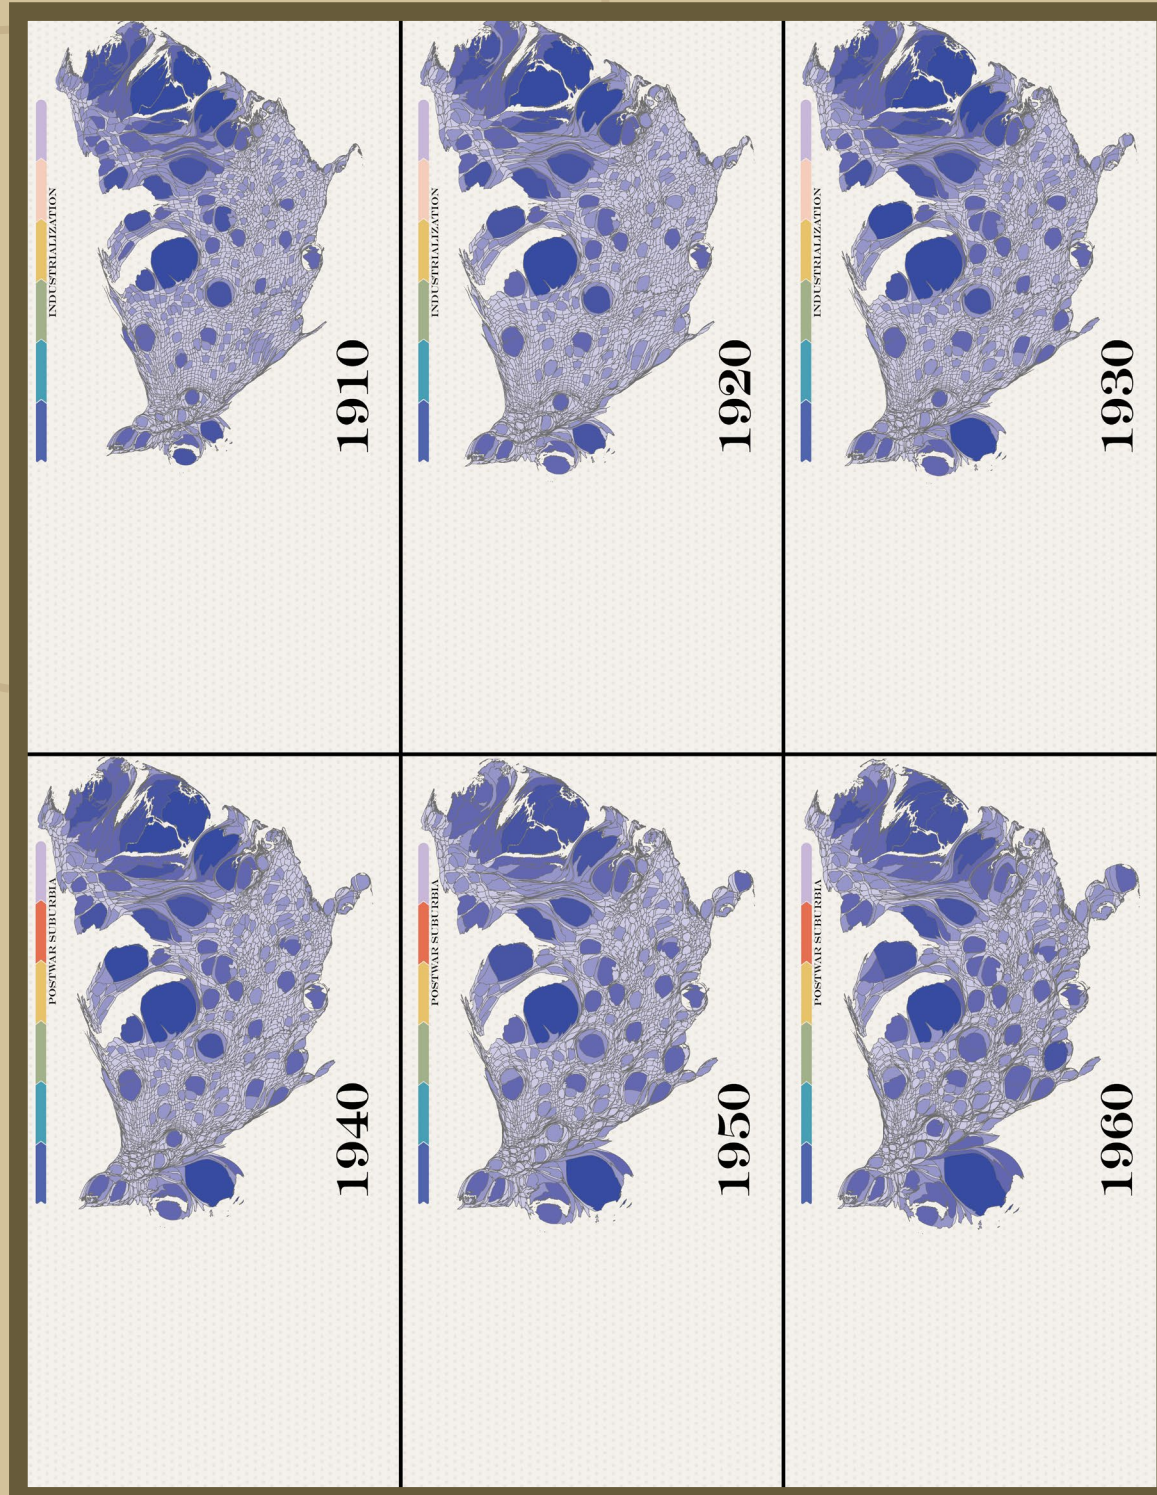 INDUSTRIALIZATION
1910
INDUSTRIALIZATION
1920
INDUSTRIALIZATION
1930
POSTWAR SUBURBIA
1940
POSTWAR SUBURBIA
1950
POSTWAR SUBURBIA
1960